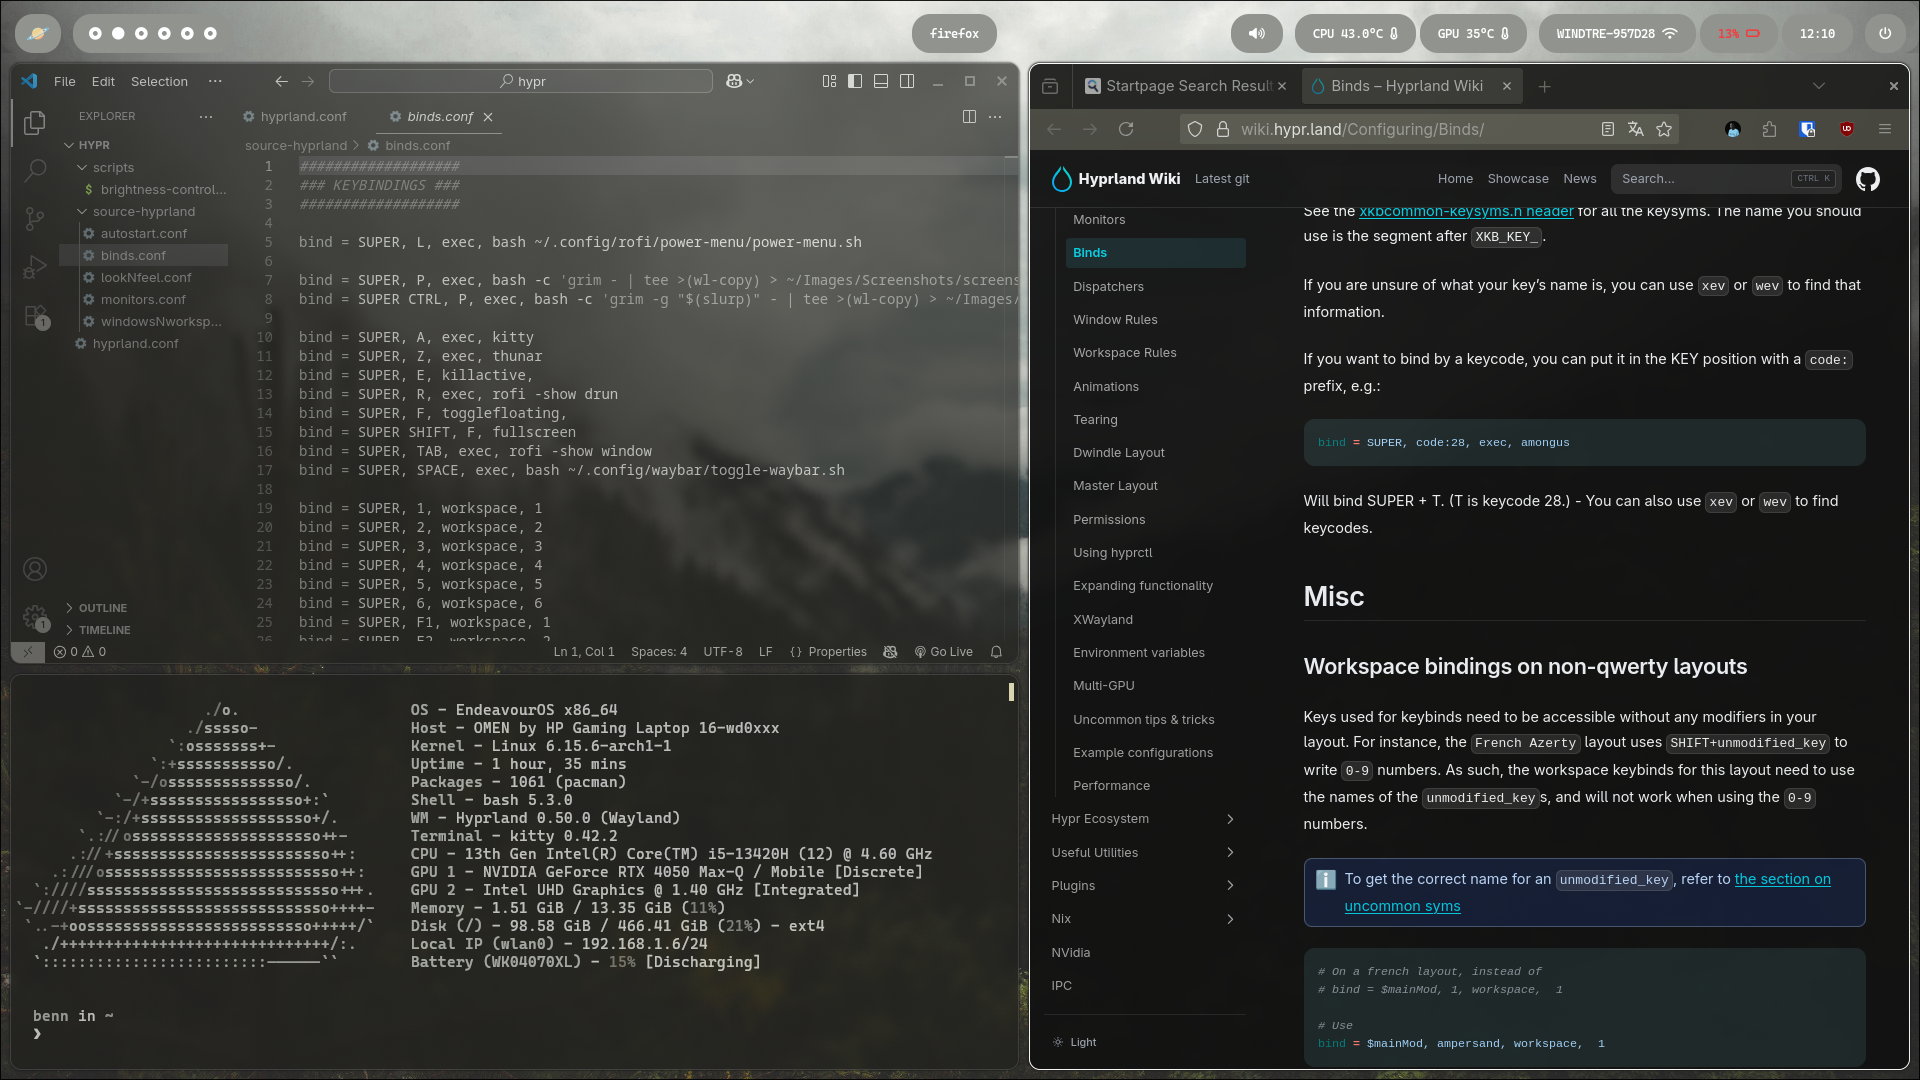 firefox
CPU 43.0°C
GPU 35°C
WINDTRE-957D28
13%
12:10
File Edit Selection ···
hypr
EXPLORER ···
hyprland.conf
binds.conf
source-hyprland > binds.conf
HYPR
scripts
brightness-control...
source-hyprland
autostart.conf
binds.conf
lookNfeel.conf
monitors.conf
windowsNworksp...
hyprland.conf
OUTLINE
TIMELINE
1
1
1 ###################
2 ### KEYBINDINGS ###
3 ###################
4
5 bind = SUPER, L, exec, bash ~/.config/rofi/power-menu/power-menu.sh
6
7 bind = SUPER, P, exec, bash -c 'grim - | tee >(wl-copy) > ~/Images/Screenshots/screens
8 bind = SUPER CTRL, P, exec, bash -c 'grim -g "$(slurp)" - | tee >(wl-copy) > ~/Images/
9
10 bind = SUPER, A, exec, kitty
11 bind = SUPER, Z, exec, thunar
12 bind = SUPER, E, killactive,
13 bind = SUPER, R, exec, rofi -show drun
14 bind = SUPER, F, togglefloating,
15 bind = SUPER SHIFT, F, fullscreen
16 bind = SUPER, TAB, exec, rofi -show window
17 bind = SUPER, SPACE, exec, bash ~/.config/waybar/toggle-waybar.sh
18
19 bind = SUPER, 1, workspace, 1
20 bind = SUPER, 2, workspace, 2
21 bind = SUPER, 3, workspace, 3
22 bind = SUPER, 4, workspace, 4
23 bind = SUPER, 5, workspace, 5
24 bind = SUPER, 6, workspace, 6
25 bind = SUPER, F1, workspace, 1
26 bind = SUPER, F2, workspace, 2
0 0 Ln 1, Col 1 Spaces: 4 UTF-8 LF {} Properties Go Live
./o.
./sssso-
`:osssssss+-
`:+sssssssssso/.
`-/ossssssssssssso/.
`-/+sssssssssssssssso+:`
`-:/+sssssssssssssssssso+/.
`.://osssssssssssssssssssso++-
.://+ssssssssssssssssssssssso++:
.:///ossssssssssssssssssssssssso++:
`:////ssssssssssssssssssssssssssso+++.
`-////+ssssssssssssssssssssssssssso++++-
`..-+oosssssssssssssssssssssssso+++++/`
./++++++++++++++++++++++++++++++/:.
`:::::::::::::::::::::::::------``
OS - EndeavourOS x86_64
Host - OMEN by HP Gaming Laptop 16-wd0xxx
Kernel - Linux 6.15.6-arch1-1
Uptime - 1 hour, 35 mins
Packages - 1061 (pacman)
Shell - bash 5.3.0
WM - Hyprland 0.50.0 (Wayland)
Terminal - kitty 0.42.2
CPU - 13th Gen Intel(R) Core(TM) i5-13420H (12) @ 4.60 GHz
GPU 1 - NVIDIA GeForce RTX 4050 Max-Q / Mobile [Discrete]
GPU 2 - Intel UHD Graphics @ 1.40 GHz [Integrated]
Memory - 1.51 GiB / 13.35 GiB (11%)
Disk (/) - 98.58 GiB / 466.41 GiB (21%) - ext4
Local IP (wlan0) - 192.168.1.6/24
Battery (WK04070XL) - 15% [Discharging]
benn in ~
❯
Startpage Search Result
Binds – Hyprland Wiki
wiki.hypr.land/Configuring/Binds/
Hyprland Wiki Latest git
Home Showcase News
Search... CTRL K
Monitors
Binds
Dispatchers
Window Rules
Workspace Rules
Animations
Tearing
Dwindle Layout
Master Layout
Permissions
Using hyprctl
Expanding functionality
XWayland
Environment variables
Multi-GPU
Uncommon tips & tricks
Example configurations
Performance
Hypr Ecosystem
Useful Utilities
Plugins
Nix
NVidia
IPC
Light
See the xkbcommon-keysyms.h header for all the keysyms. The name you should
use is the segment after XKB_KEY_.
If you are unsure of what your key's name is, you can use xev or wev to find that
information.
If you want to bind by a keycode, you can put it in the KEY position with a code:
prefix, e.g.:
bind = SUPER, code:28, exec, amongus
Will bind SUPER + T. (T is keycode 28.) - You can also use xev or wev to find
keycodes.
Misc
Workspace bindings on non-qwerty layouts
Keys used for keybinds need to be accessible without any modifiers in your
layout. For instance, the French Azerty layout uses SHIFT+unmodified_key to
write 0-9 numbers. As such, the workspace keybinds for this layout need to use
the names of the unmodified_keys, and will not work when using the 0-9
numbers.
To get the correct name for an unmodified_key, refer to the section on
uncommon syms
# On a french layout, instead of
# bind = $mainMod, 1, workspace, 1
# Use
bind = $mainMod, ampersand, workspace, 1